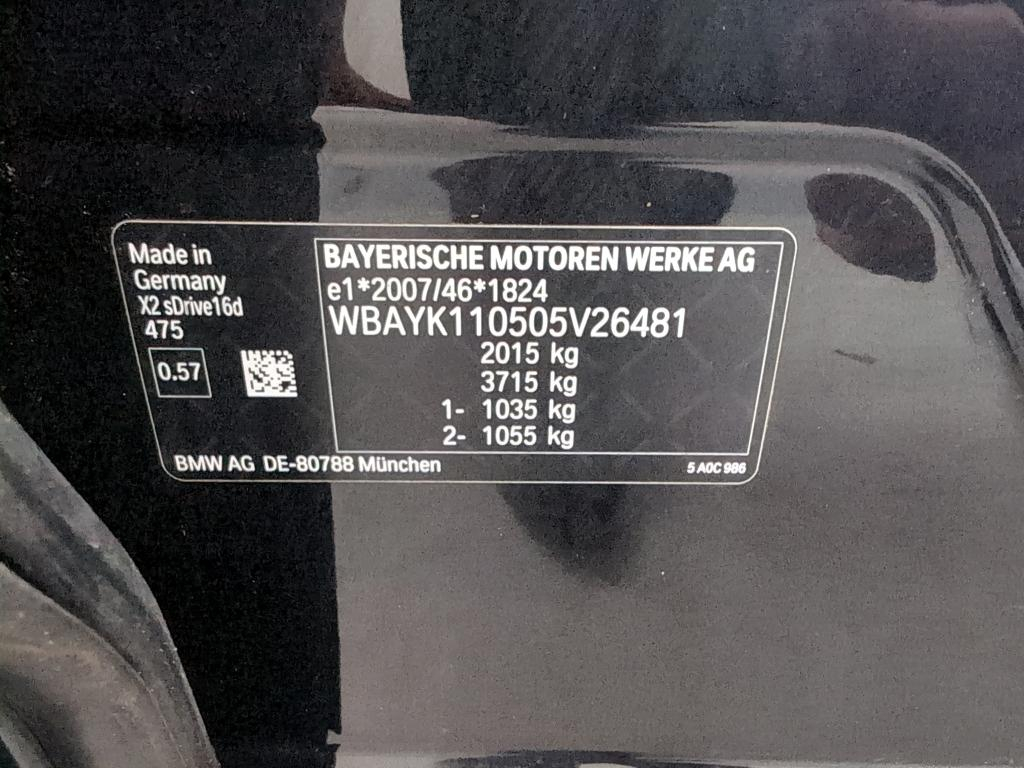 Made in
Germany
X2 sDrive16d
475
0.57
BAYERISCHE MOTOREN WERKE AG
e1*2007/46*1824
WBAYK110505V26481
2015 kg
3715 kg
1- 1035 kg
2- 1055 kg
BMW AG DE-80788 München
5 A0C 986